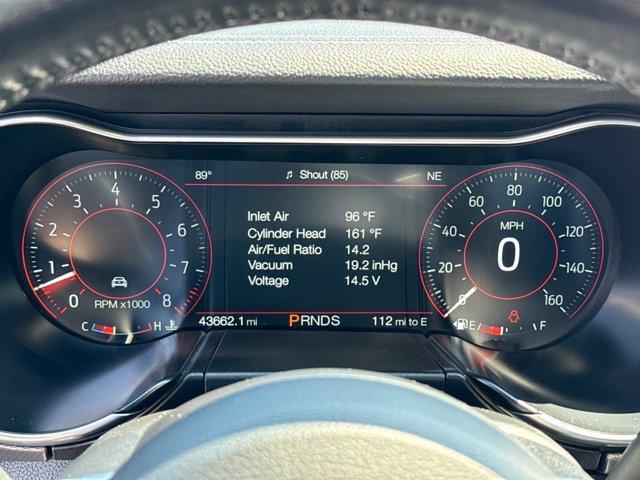 89° ♫ Shout (85) NE
Inlet Air 96 °F
Cylinder Head 161 °F
Air/Fuel Ratio 14.2
Vacuum 19.2 inHg
Voltage 14.5 V
43662.1 mi PRNDS 112 mi to E
0 1 2 3 4 5 6 7 8
RPM x1000
C H
0 20 40 60 80 100 120 140 160
MPH
0
E F